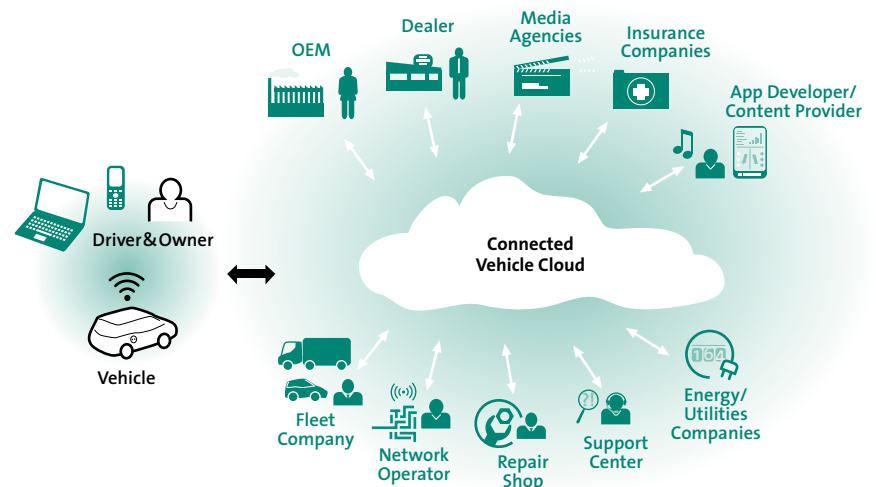 OEM
Dealer
Media
Agencies
Insurance
Companies
App Developer/
Content Provider
Driver&Owner
Vehicle
Connected
Vehicle Cloud
Fleet
Company
Network
Operator
Repair
Shop
?!
Support
Center
164
Energy/
Utilities
Companies